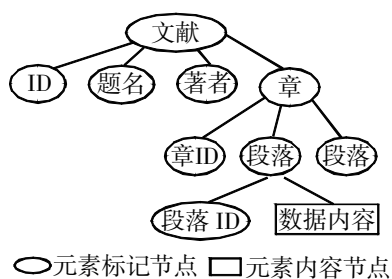 文献
ID 题名 著者 章
章ID 段落 段落
段落 ID 数据内容
元素标记节点 元素内容节点